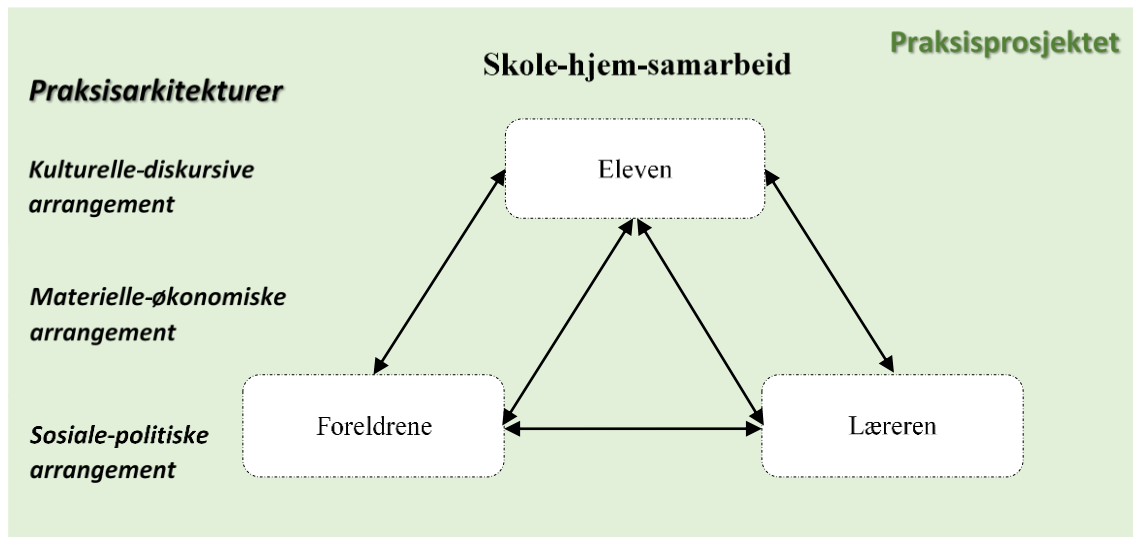 Praksisprosjektet
Skole-hjem-samarbeid
Praksisarkitekturer
Kulturelle-diskursive
arrangement
Eleven
Materielle-økonomiske
arrangement
Foreldrene
Læreren
Sosiale-politiske
arrangement